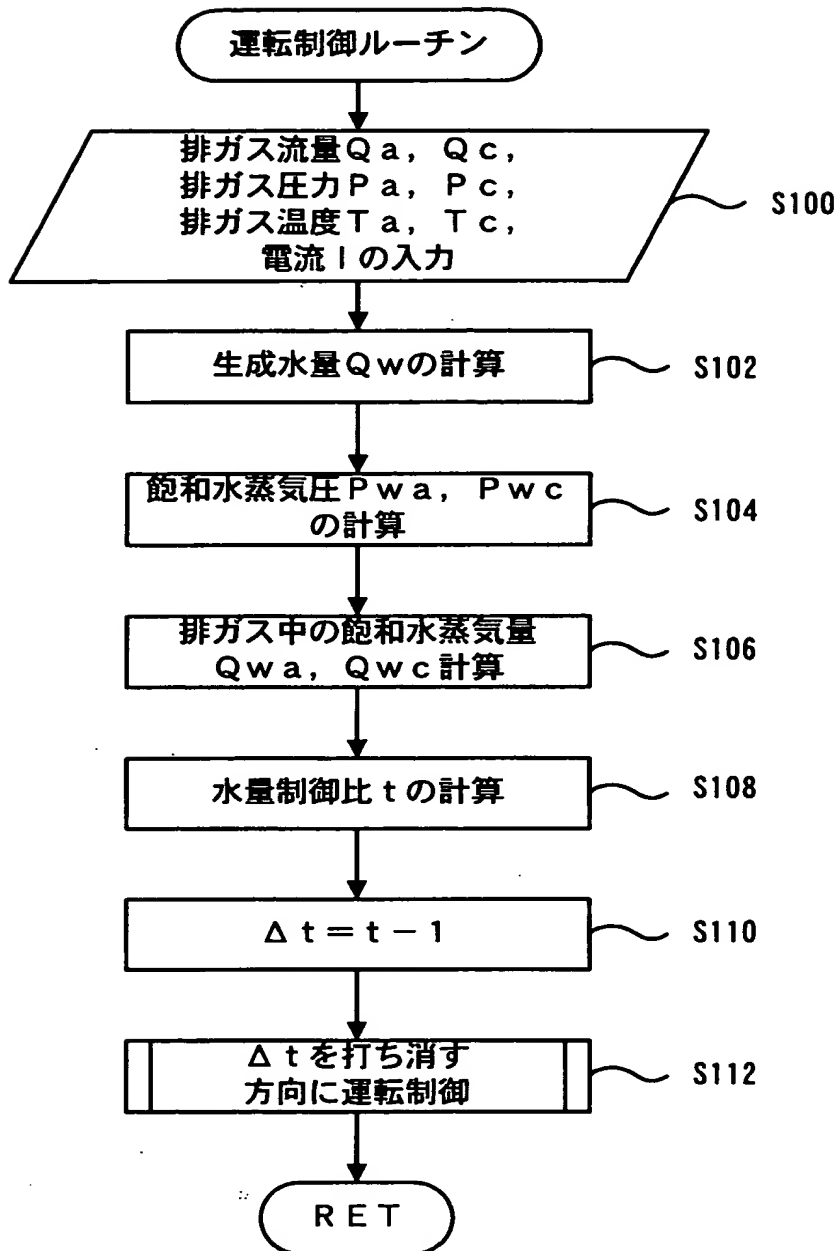 運転制御ルーチン
排ガス流量Qa, Qc,
排ガス圧力Pa, Pc,
排ガス温度Ta, Tc,
電流Iの入力
S100
生成水量Qwの計算
S102
飽和水蒸気圧Pwa, Pwc
の計算
S104
排ガス中の飽和水蒸気量
Qwa, Qwc計算
S106
水量制御比tの計算
S108
Δt=t-1
S110
Δtを打ち消す
方向に運転制御
S112
RET